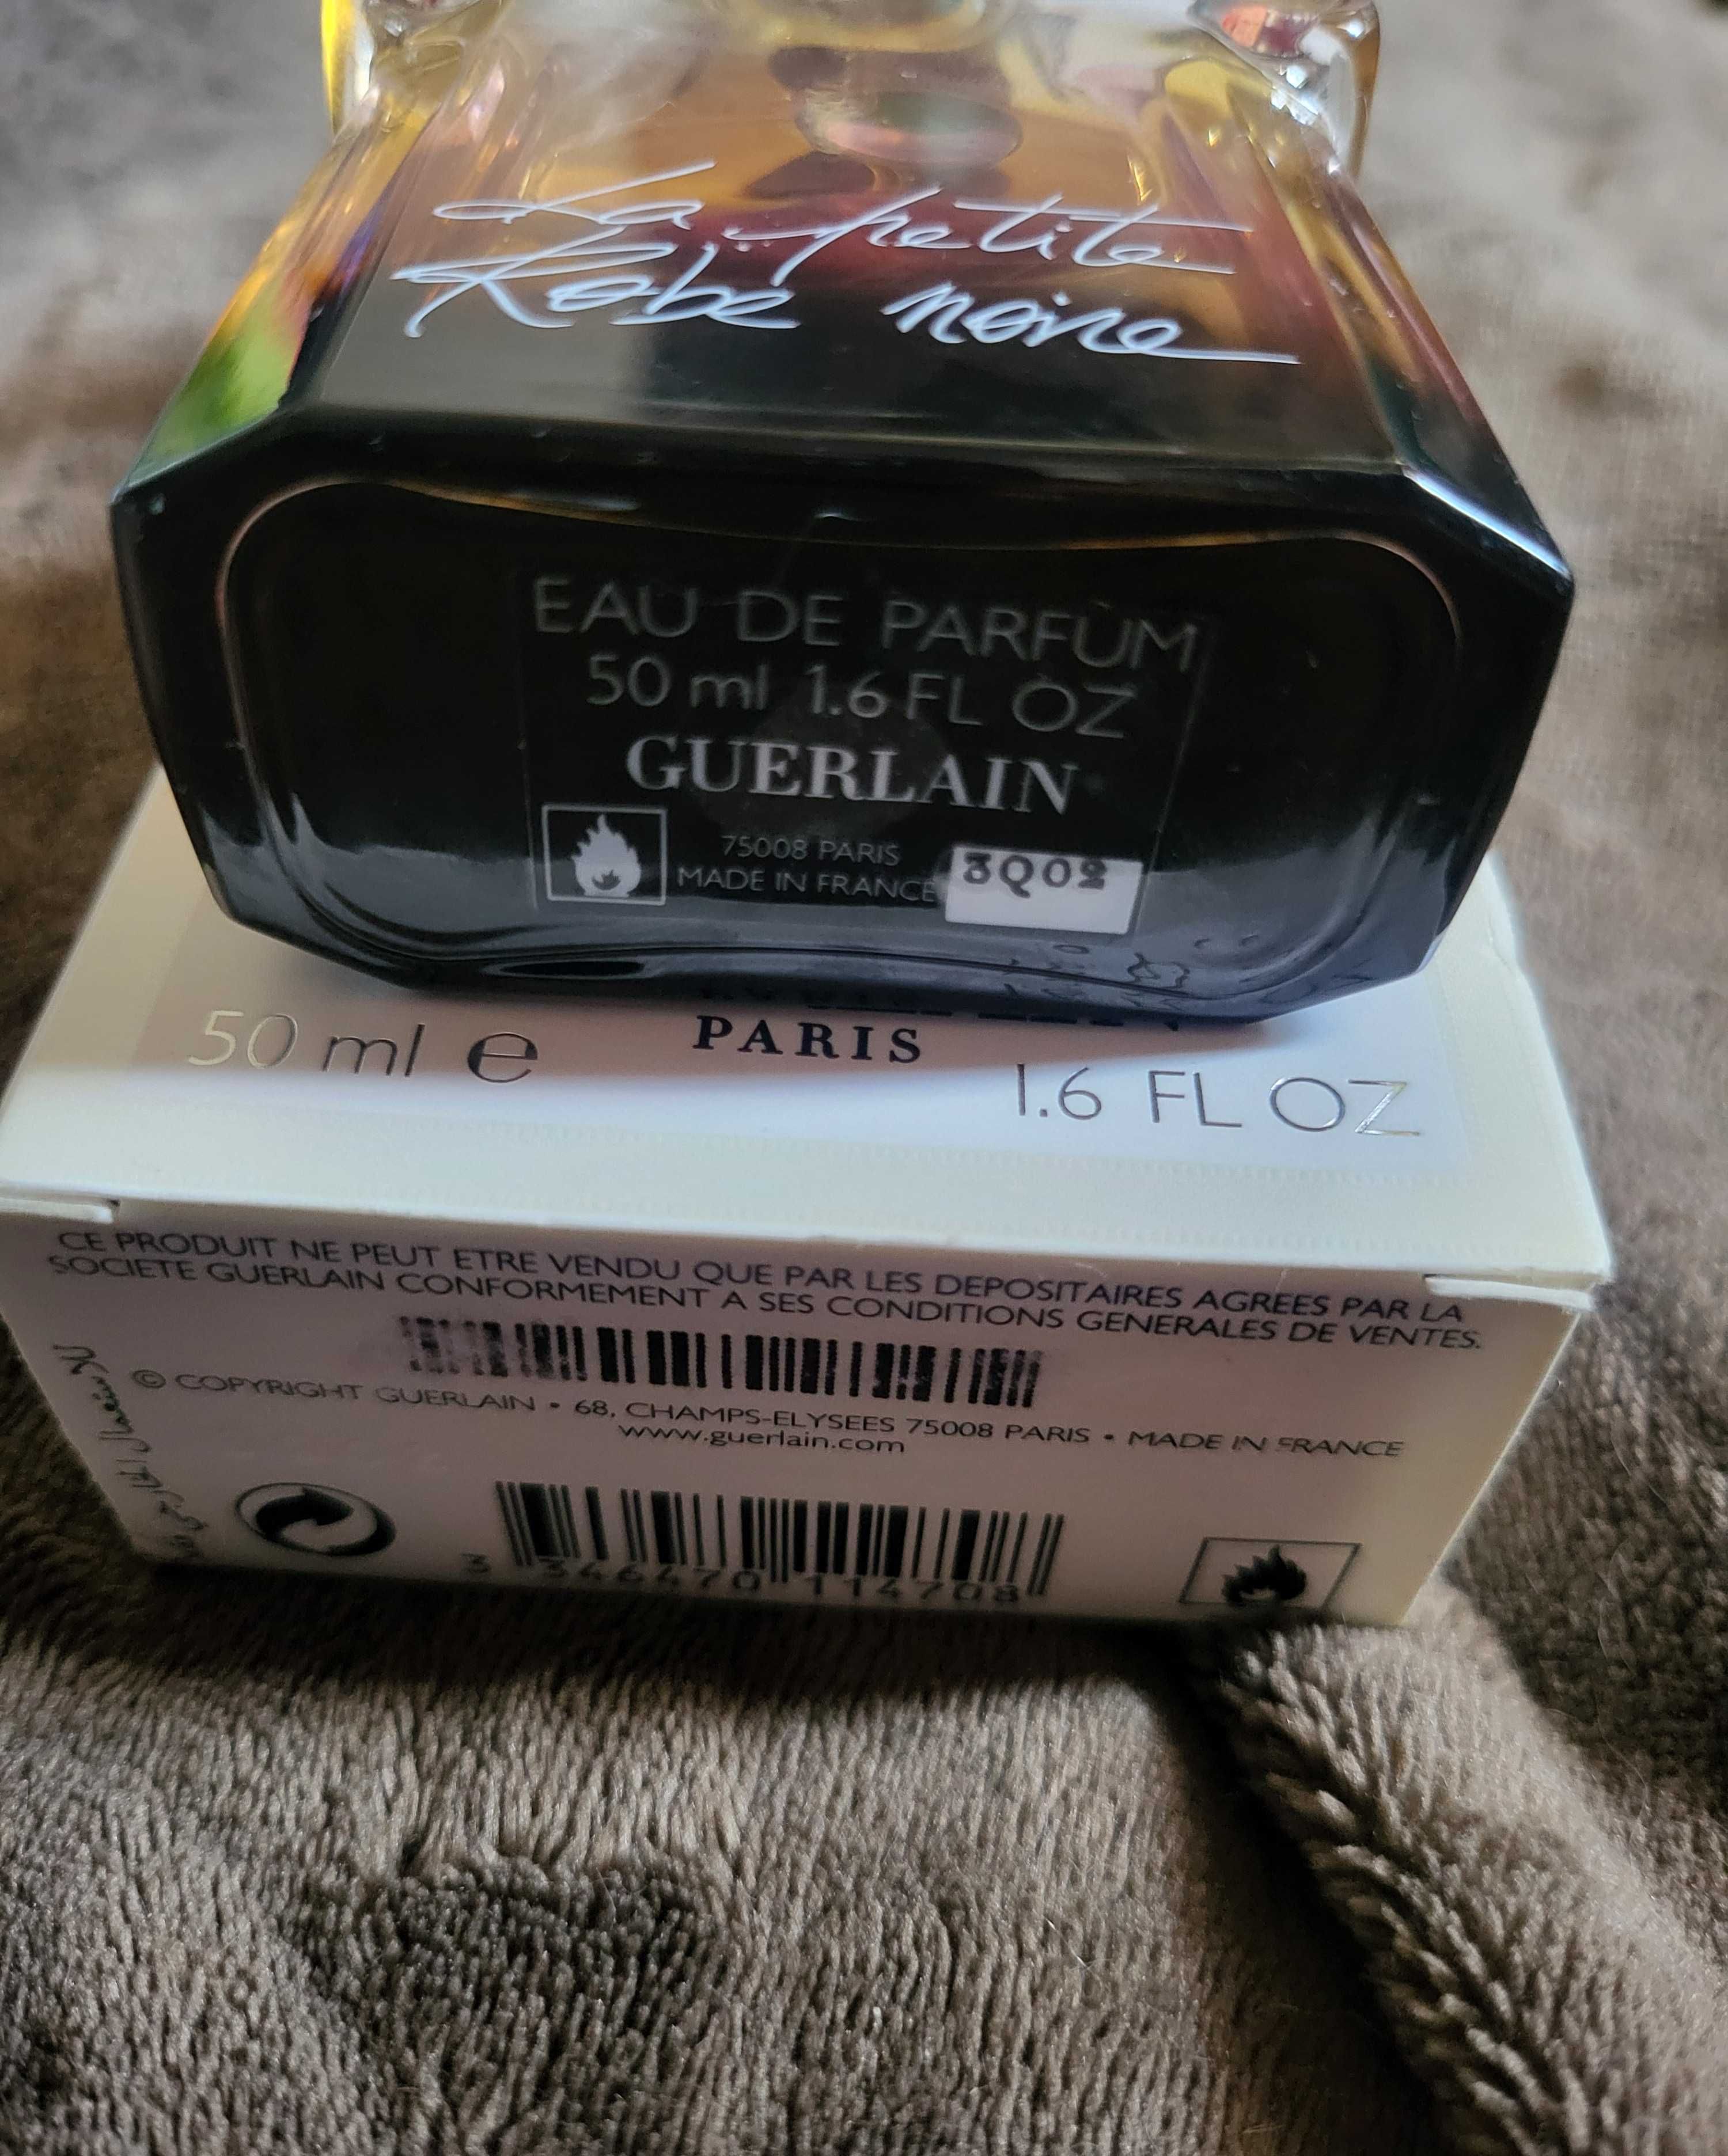 La petite
Robe noire
EAU DE PARFUM
50 ml 1.6 FL OZ
GUERLAIN
75008 PARIS
MADE IN FRANCE
3Q02
PARIS
50 ml e
1.6 FL OZ
CE PRODUIT NE PEUT ETRE VENDU QUE PAR LES DEPOSITAIRES AGREES PAR LA
SOCIETE GUERLAIN CONFORMEMENT A SES CONDITIONS GENERALES DE VENTES.
© COPYRIGHT GUERLAIN • 68, CHAMPS-ELYSEES 75008 PARIS • MADE IN FRANCE
www.guerlain.com
3 346470 114708